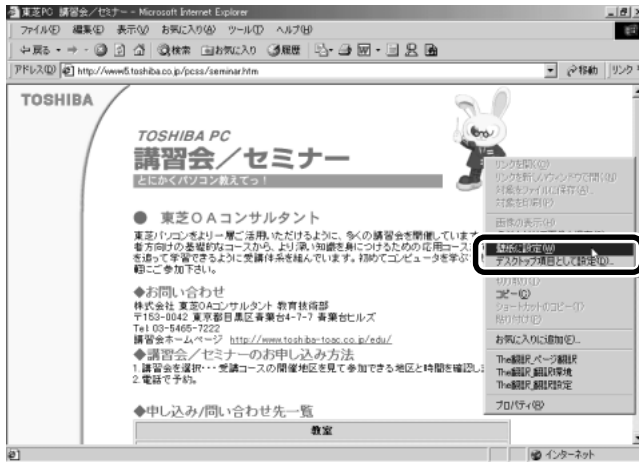 東芝PC 講習会／セミナー - Microsoft Internet Explorer
ファイル(F) 編集(E) 表示(V) お気に入り(A) ツール(T) ヘルプ(H)
戻る 検索 お気に入り 履歴
アドレス(D) http://www5.toshiba.co.jp/pcss/seminar.htm 移動 リンク
TOSHIBA
TOSHIBA PC
講習会／セミナー
とにかくパソコン教えてっ！
● 東芝OAコンサルタント
東芝パソコンをより一層ご活用いただけるように、多くの講習会を開催しています
者方向けの基礎的なコースから、より深い知識を身につけるための応用コース
を追って学習できるように受講体系を組んでいます。初めてコンピュータを学ぶ
軽にご参加下さい。
◆お問い合わせ
株式会社 東芝OAコンサルタント 教育技術部
〒153-0042 東京都目黒区青葉台4-7-7 青葉台ヒルズ
Tel 03-5465-7222
講習会ホームページ http://www.toshiba-toac.co.jp/edu/
◆講習会／セミナーのお申し込み方法
1.講習会を選択・・・受講コースの開催地区を見て参加できる地区と時間を確認し
2.電話で予約。
◆申し込み/問い合わせ先一覧
教室
リンクを開く(O)
リンクを新しいウィンドウで開く(N)
対象をファイルに保存(A)...
対象を印刷(P)
画像の表示(H)
壁紙に設定(W)
デスクトップ項目として設定(D)...
切り取り(T)
コピー(C)
ショートカットのコピー(T)
貼り付け(P)
お気に入りに追加(F)...
The翻訳_ページ翻訳
The翻訳_翻訳環境
The翻訳_翻訳設定
プロパティ(R)
インターネット